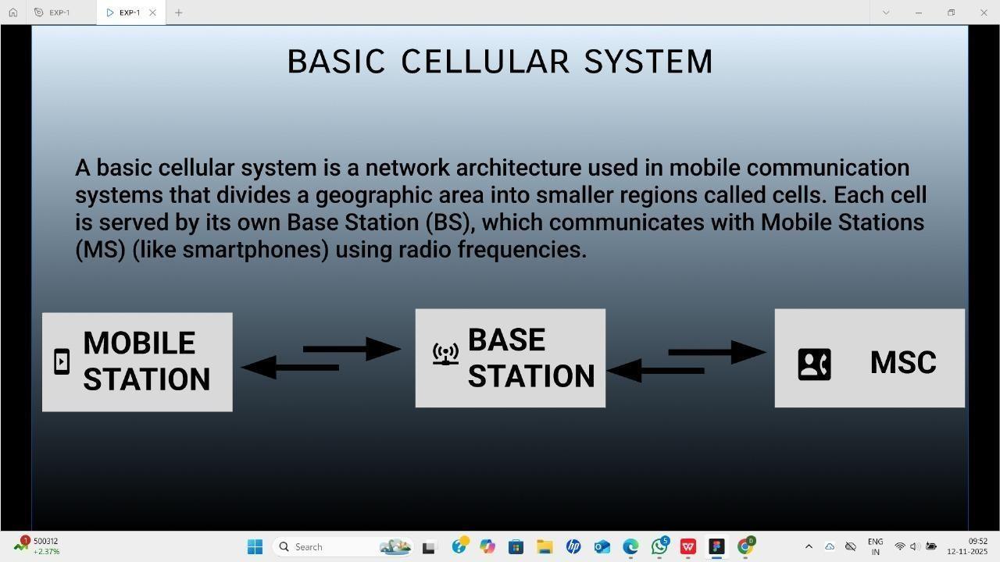 EXP-1
EXP-1
BASIC CELLULAR SYSTEM
A basic cellular system is a network architecture used in mobile communication
systems that divides a geographic area into smaller regions called cells. Each cell
is served by its own Base Station (BS), which communicates with Mobile Stations
(MS) (like smartphones) using radio frequencies.
MOBILE
STATION
BASE
STATION
MSC
1
500312
+2.37%
Search
hp
5
W
D
ENG
IN
09:52
12-11-2025